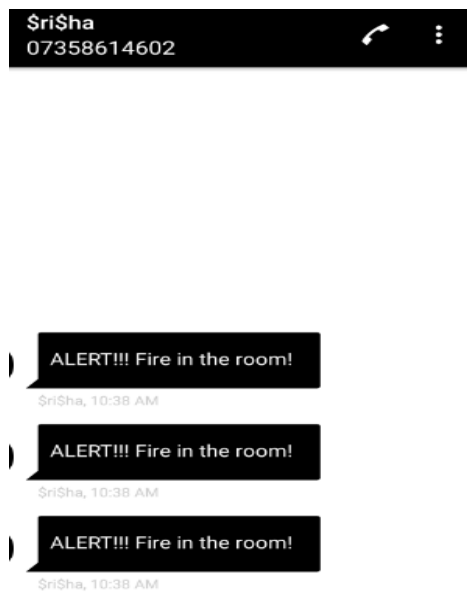 $ri$ha
07358614602
ALERT!!! Fire in the room!
$ri$ha, 10:38 AM
ALERT!!! Fire in the room!
$ri$ha, 10:38 AM
ALERT!!! Fire in the room!
$ri$ha, 10:38 AM